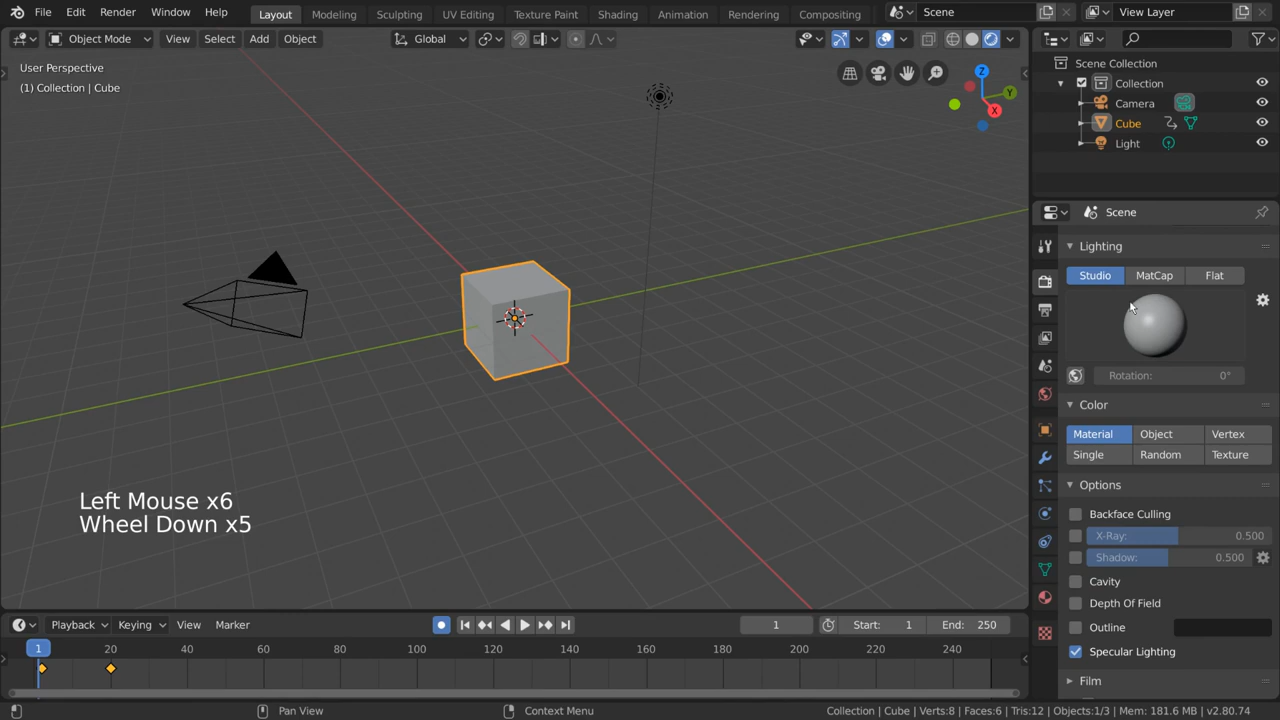 File Edit Render Window Help Layout Modeling Sculpting UV Editing Texture Paint Shading Animation Rendering Compositing Scene View Layer
Object Mode View Select Add Object Global
User Perspective
(1) Collection | Cube
Z
Y
X
Scene Collection
Collection
Camera
Cube
Light
Scene
Lighting
Studio MatCap Flat
Rotation: 0°
Color
Material Object Vertex
Single Random Texture
Options
Backface Culling
X-Ray: 0.500
Shadow: 0.500
Cavity
Depth Of Field
Outline
Specular Lighting
Film
Left Mouse x6
Wheel Down x5
Playback Keying View Marker 1 Start: 1 End: 250
1 20 40 60 80 100 120 140 160 180 200 220 240
Pan View Context Menu Collection | Cube | Verts:8 | Faces:6 | Tris:12 | Objects:1/3 | Mem: 181.6 MB | v2.80.74